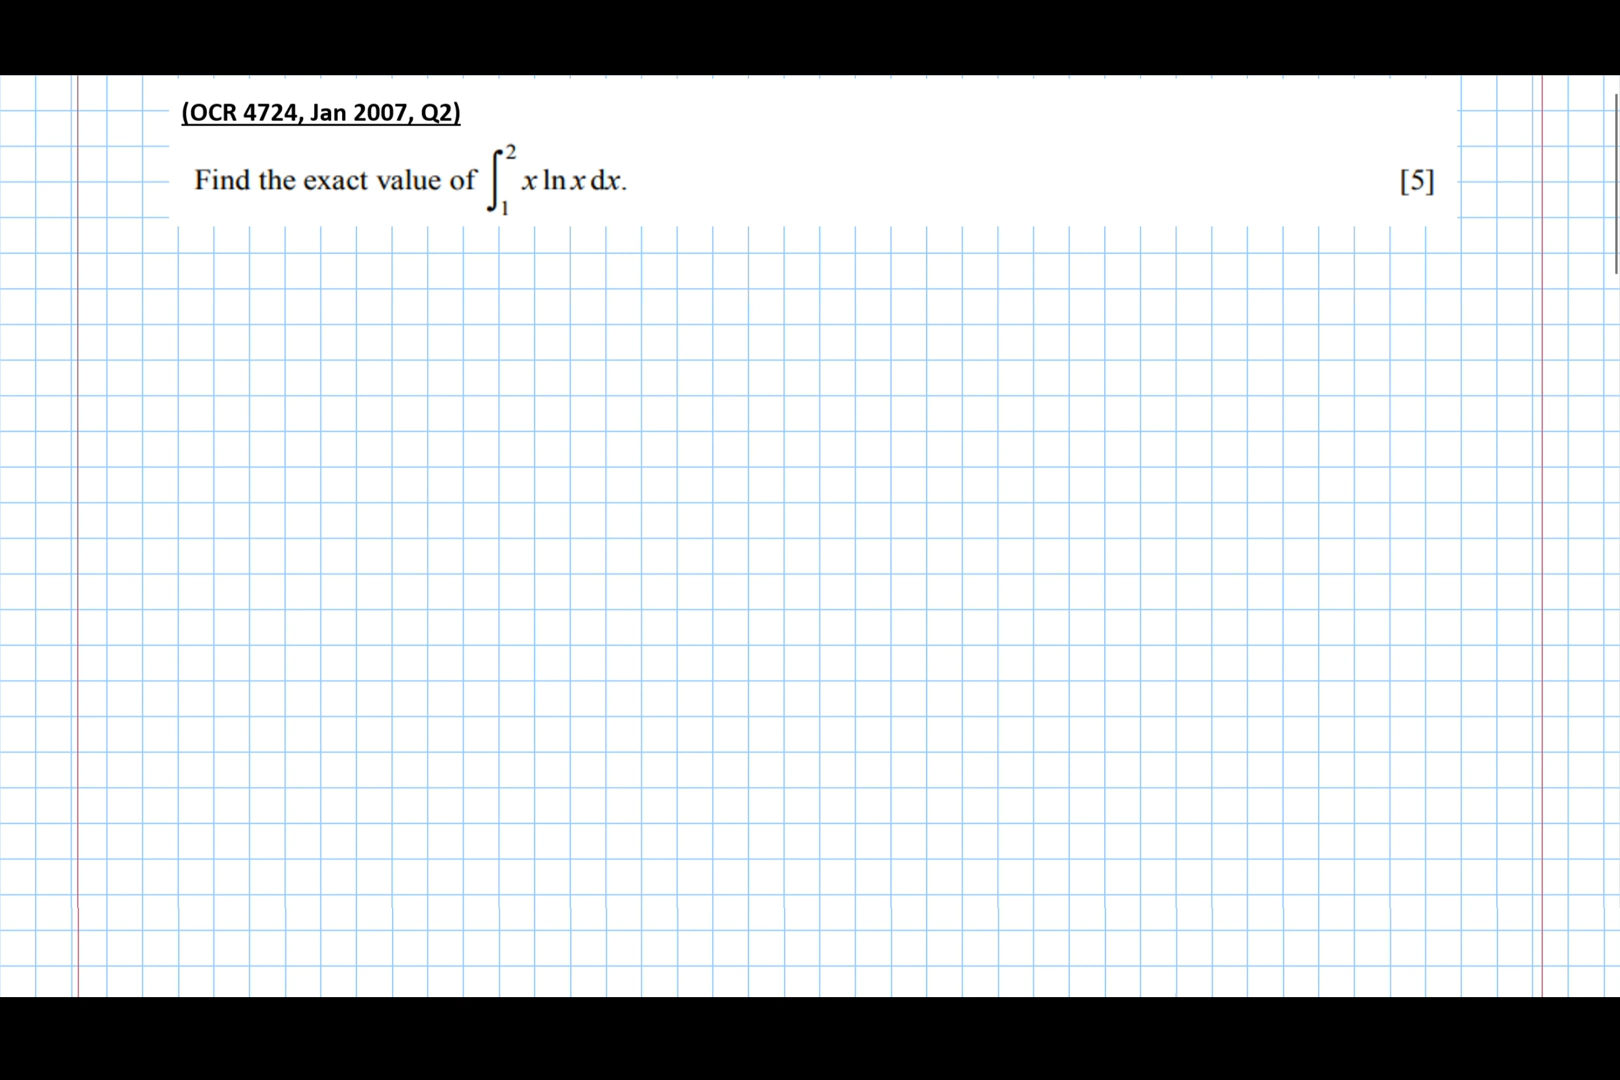 (OCR 4724, Jan 2007, Q2)
Find the exact value of ∫₁² x ln x dx. [5]